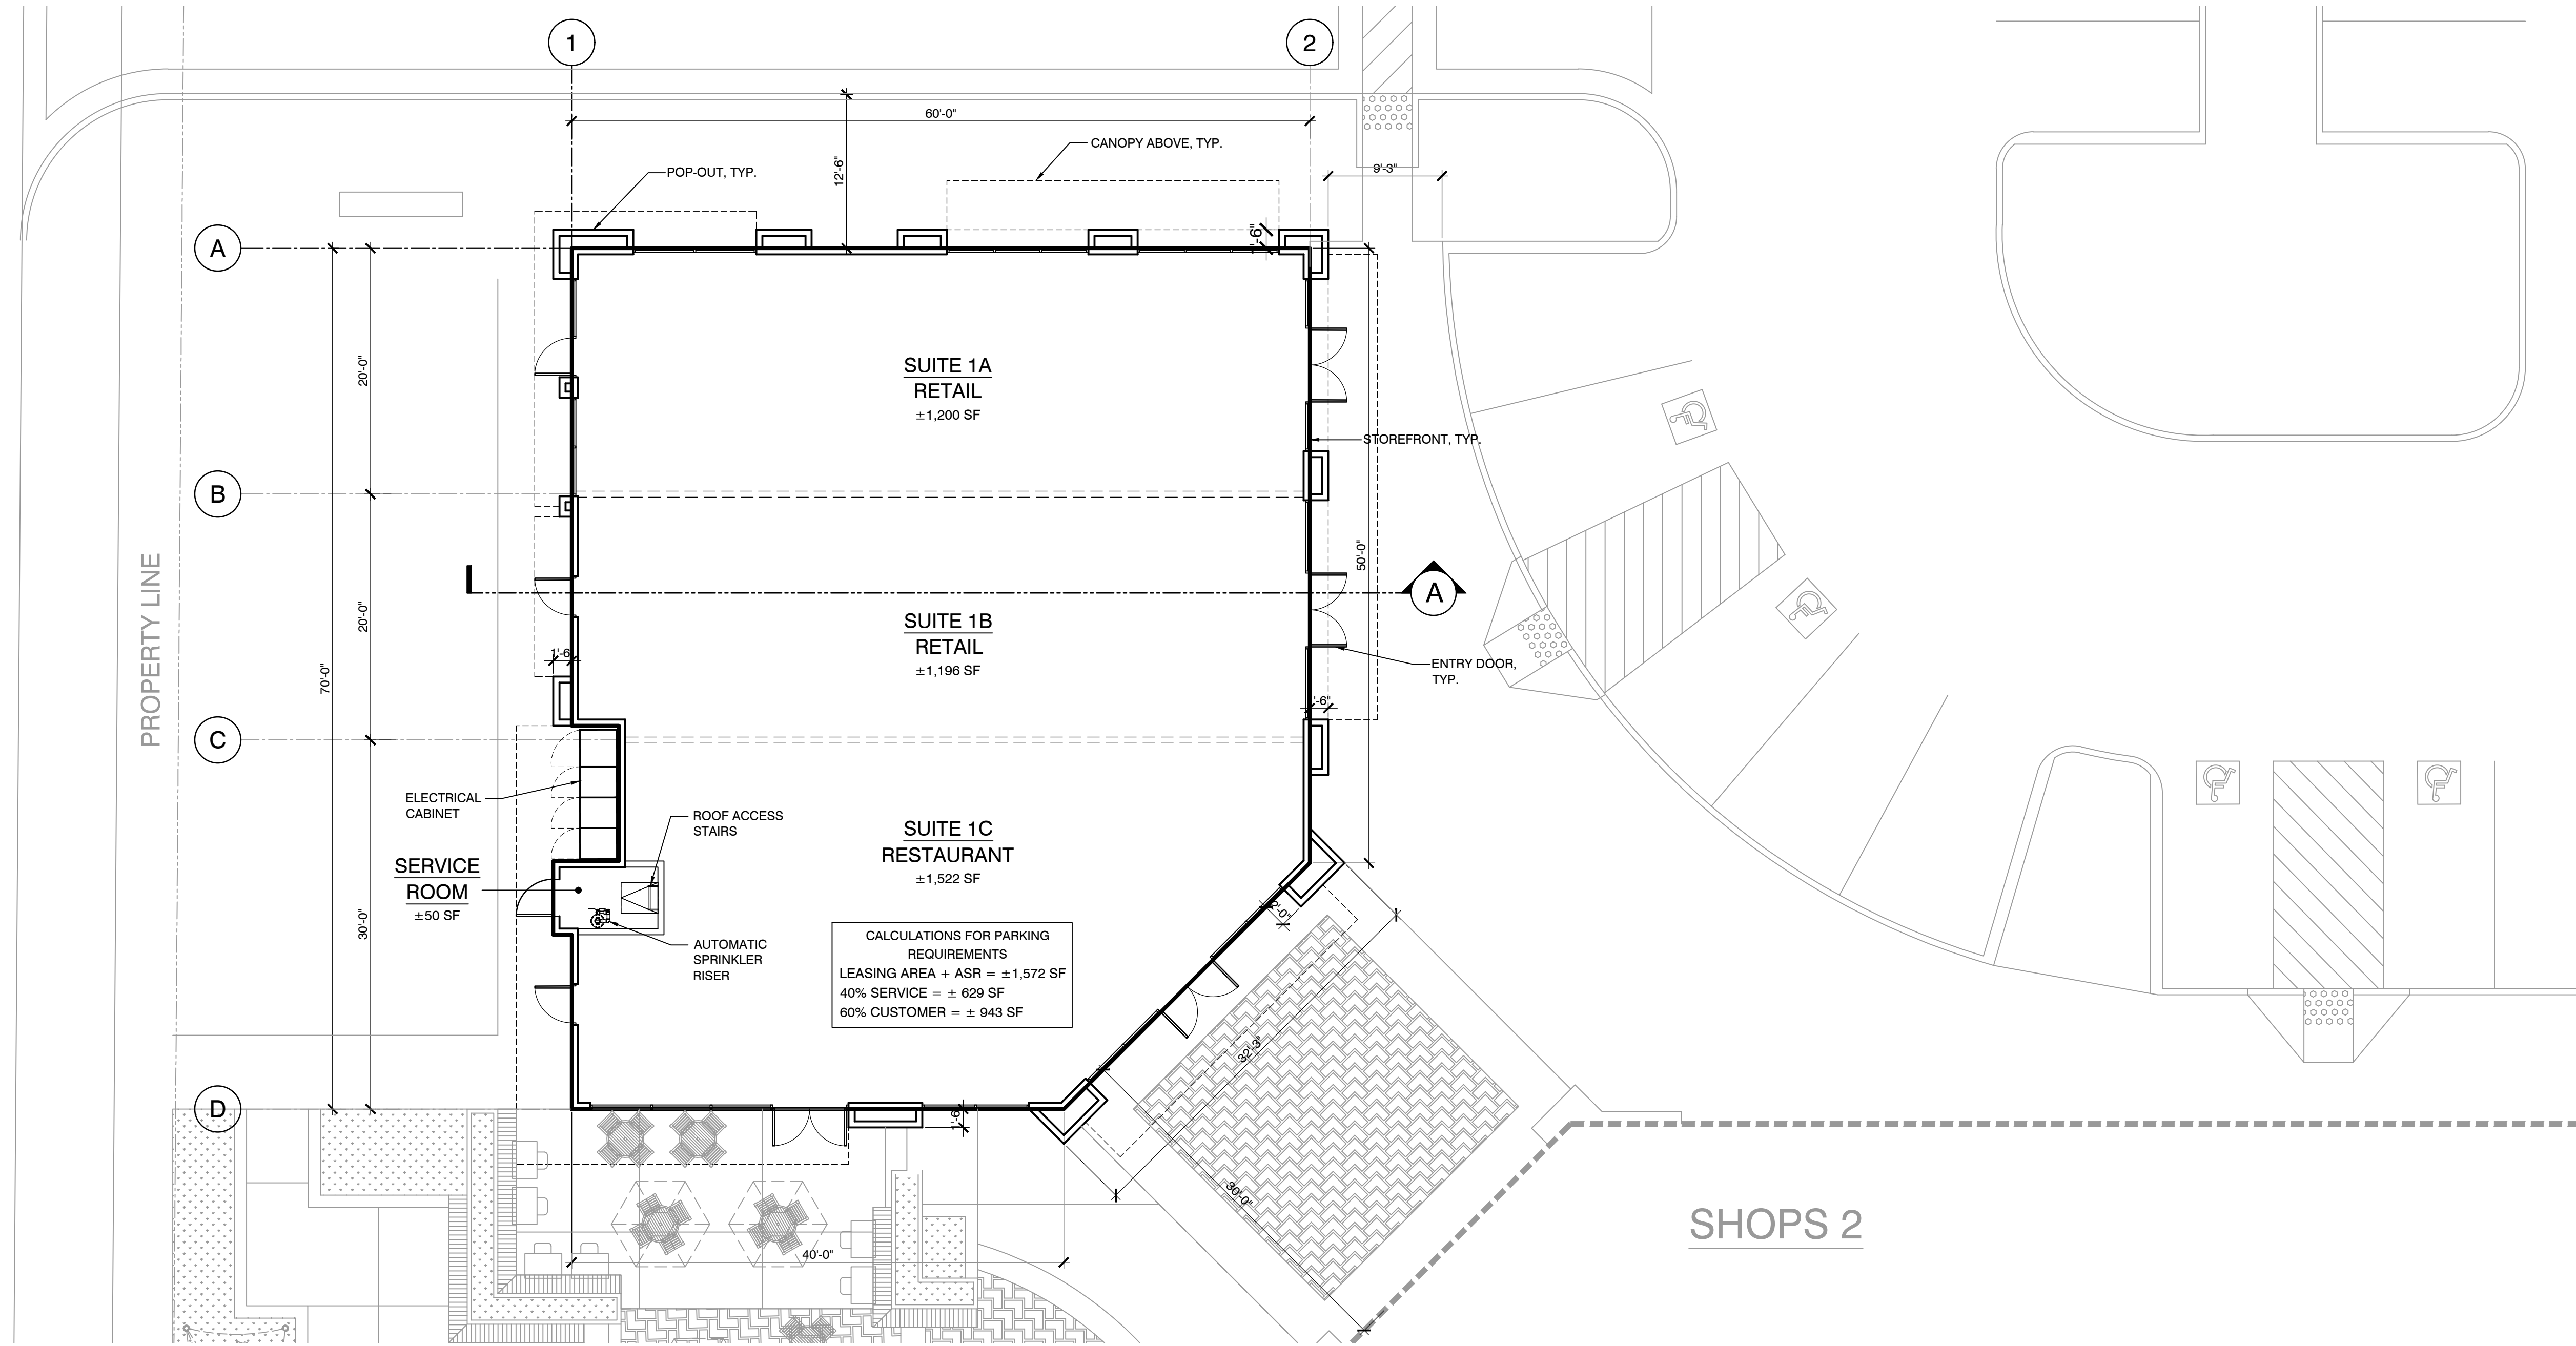 1
2
60'-0"
12'-6"
CANOPY ABOVE, TYP.
POP-OUT, TYP.
9'-3"
A
1'-6"
20'-0"
SUITE 1A
RETAIL
±1,200 SF
STOREFRONT, TYP.
B
PROPERTY LINE
50'-0"
A
20'-0"
SUITE 1B
RETAIL
±1,196 SF
1'-6
70'-0"
ENTRY DOOR,
TYP.
'-6"
C
ELECTRICAL
CABINET
ROOF ACCESS
STAIRS
SUITE 1C
RESTAURANT
±1,522 SF
SERVICE
ROOM
±50 SF
30'-0"
2'-0"
AUTOMATIC
SPRINKLER
RISER
CALCULATIONS FOR PARKING
REQUIREMENTS
LEASING AREA + ASR = ±1,572 SF
40% SERVICE = ± 629 SF
60% CUSTOMER = ± 943 SF
32'-3"
D
1'-6
30'-0"
40'-0"
SHOPS 2